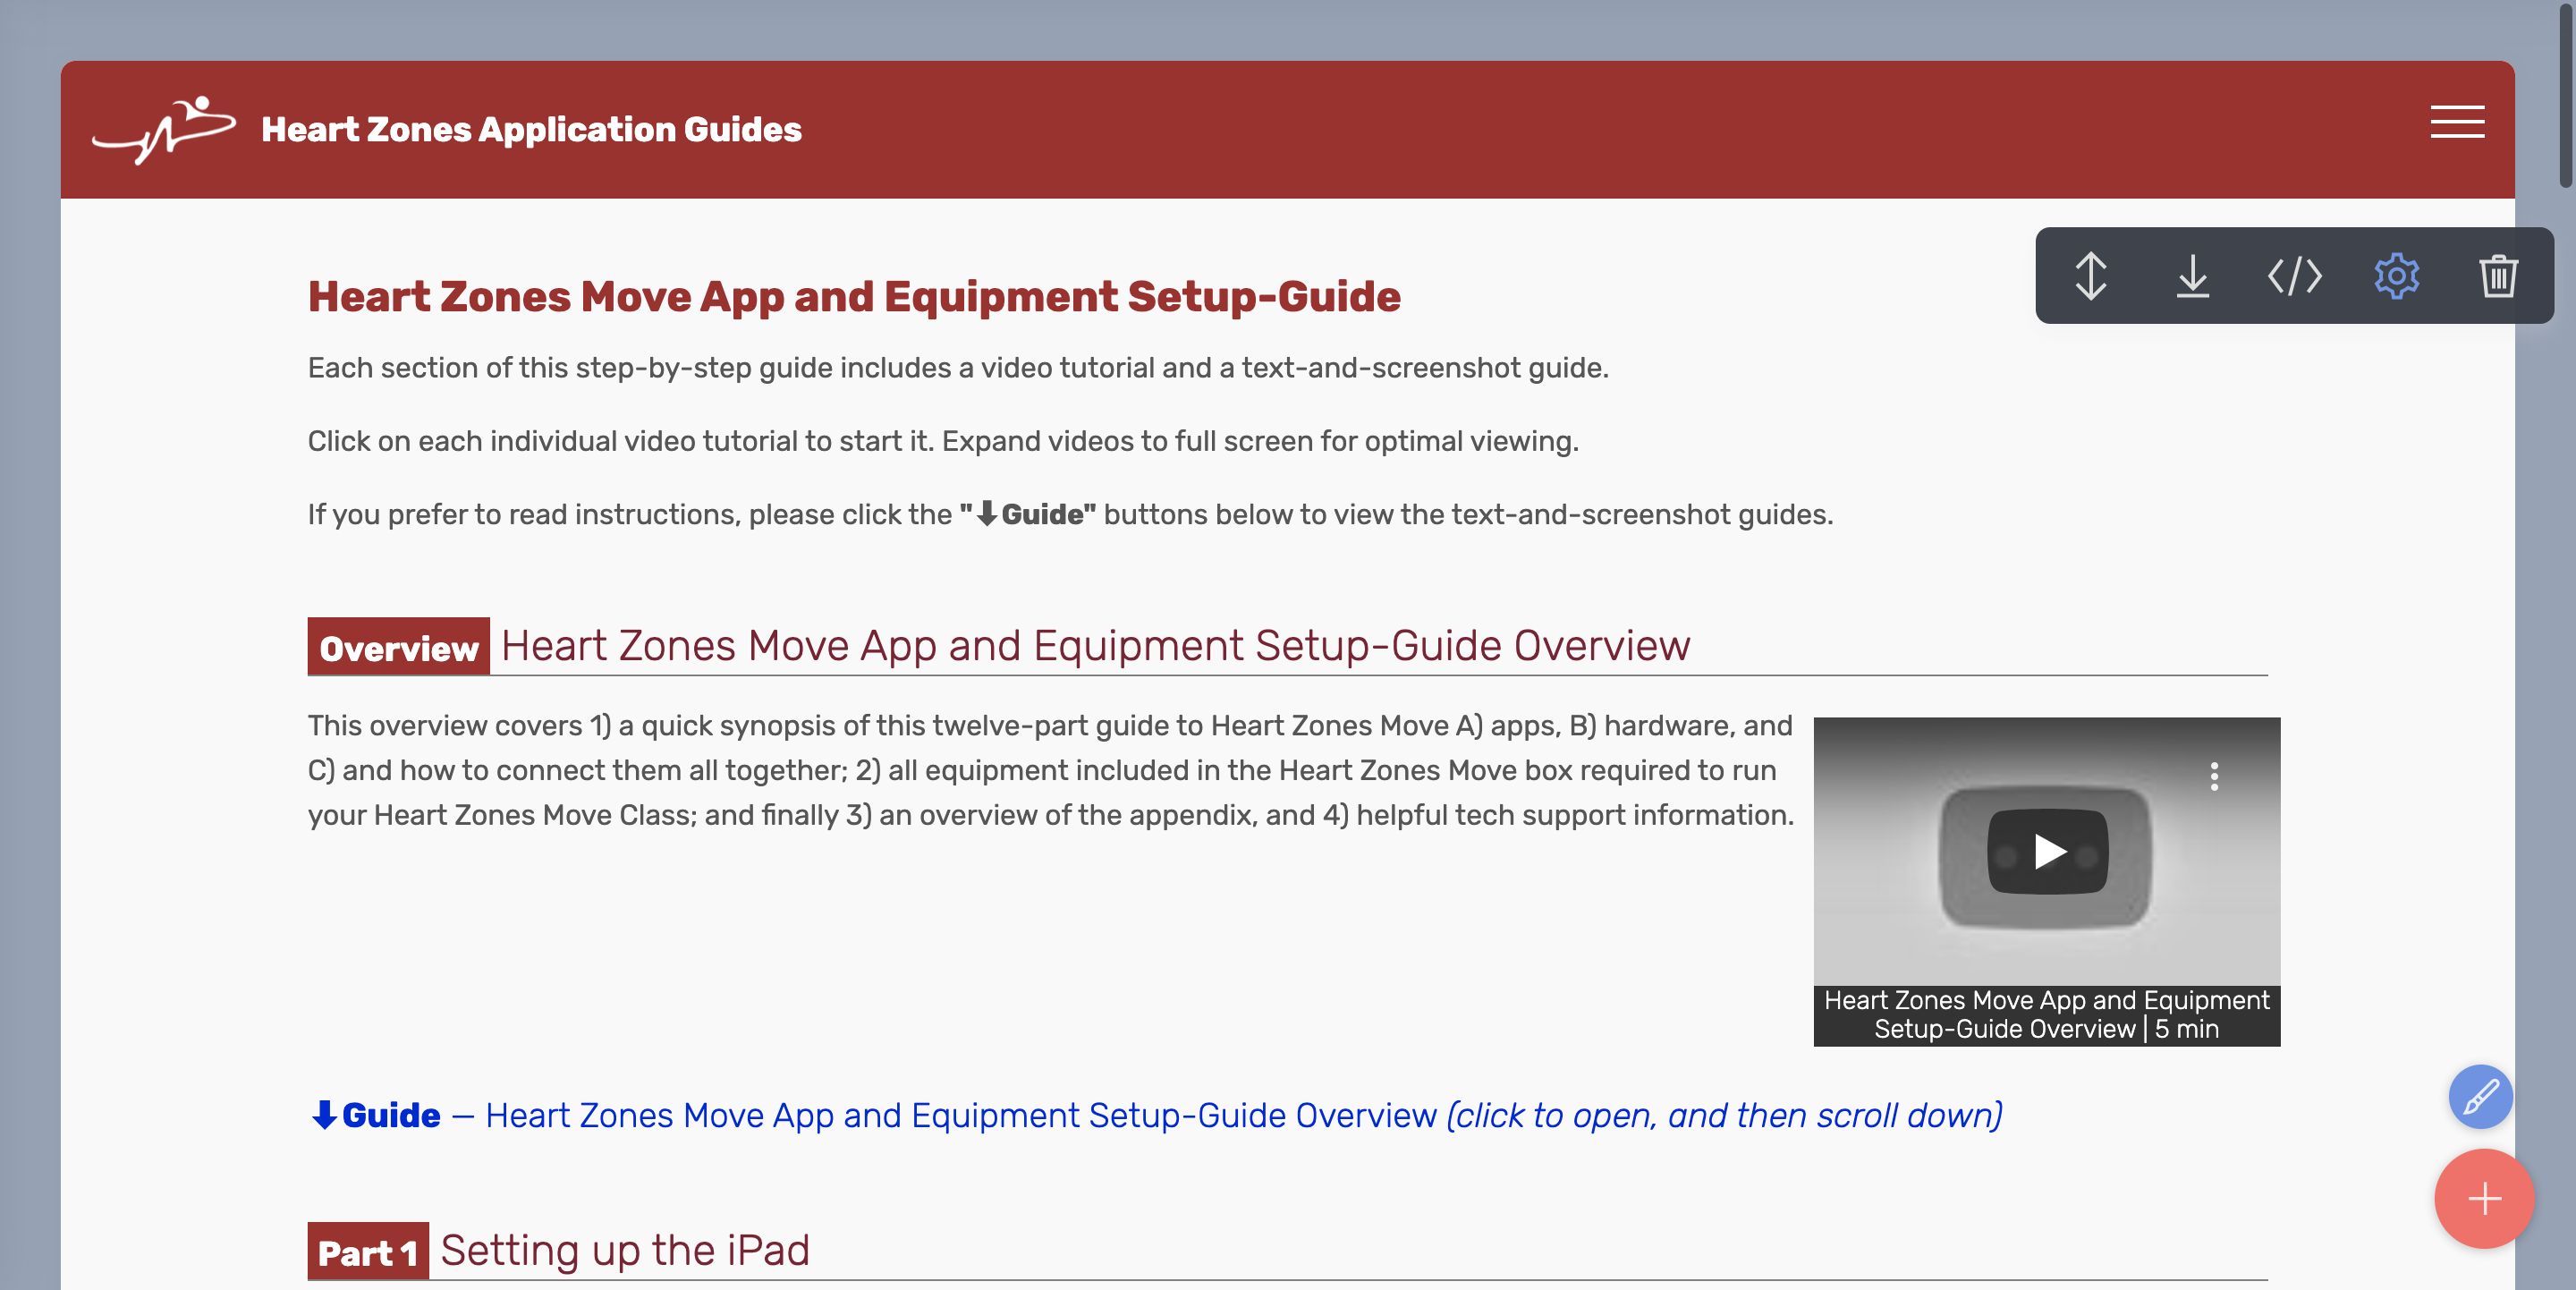 Heart Zones Application Guides
Heart Zones Move App and Equipment Setup-Guide
Each section of this step-by-step guide includes a video tutorial and a text-and-screenshot guide.
Click on each individual video tutorial to start it. Expand videos to full screen for optimal viewing.
If you prefer to read instructions, please click the "⬇Guide" buttons below to view the text-and-screenshot guides.
Overview Heart Zones Move App and Equipment Setup-Guide Overview
This overview covers 1) a quick synopsis of this twelve-part guide to Heart Zones Move A) apps, B) hardware, and
C) and how to connect them all together; 2) all equipment included in the Heart Zones Move box required to run
your Heart Zones Move Class; and finally 3) an overview of the appendix, and 4) helpful tech support information.
Heart Zones Move App and Equipment
Setup-Guide Overview | 5 min
⬇Guide — Heart Zones Move App and Equipment Setup-Guide Overview (click to open, and then scroll down)
Part 1 Setting up the iPad